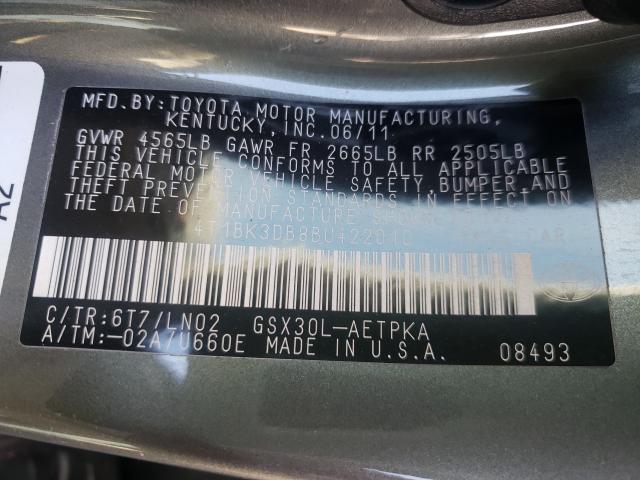 MFD. BY: TOYOTA MOTOR MANUFACTURING,
KENTUCKY, INC. 06/11
GVWR 4565LB GAWR FR 2665LB RR 2505LB
THIS VEHICLE CONFORMS TO ALL APPLICABLE
FEDERAL MOTOR VEHICLE SAFETY, BUMPER, AND
THEFT PREVENTION STANDARDS IN EFFECT ON
THE DATE OF MANUFACTURE SHOWN
C/TR:6T7/LN02 GSX30L-AETPKA
A/TM:-02A/U660E MADE IN U.S.A. 08493
A2